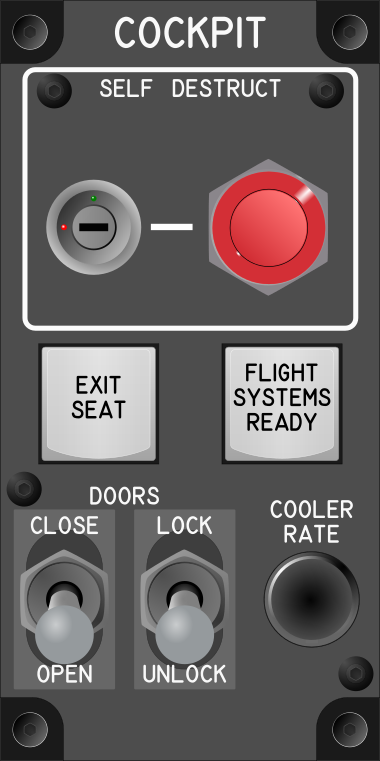 COCKPIT
SELF DESTRUCT
EXIT
SEAT
FLIGHT
SYSTEMS
READY
DOORS
CLOSE
LOCK
COOLER
RATE
OPEN
UNLOCK